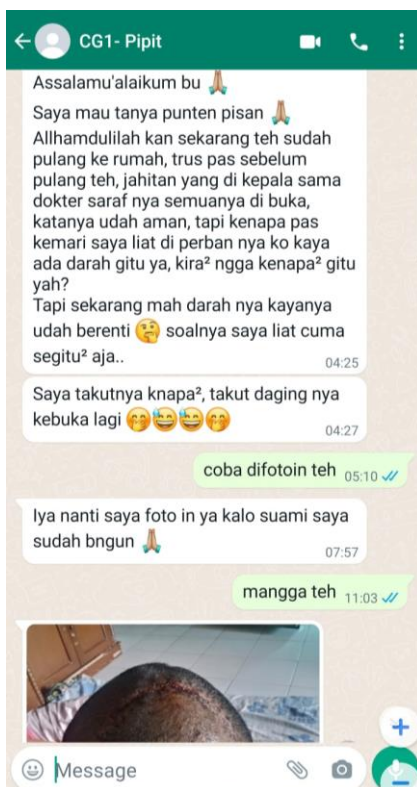 CG1- Pipit
Assalamu'alaikum bu 🙏🏼
Saya mau tanya punten pisan 🙏🏼
Allhamdulilah kan sekarang teh sudah
pulang ke rumah, trus pas sebelum
pulang teh, jahitan yang di kepala sama
dokter saraf nya semuanya di buka,
katanya udah aman, tapi kenapa pas
kemari saya liat di perban nya ko kaya
ada darah gitu ya, kira² ngga kenapa² gitu
yah?
Tapi sekarang mah darah nya kayanya
udah berenti 🤔 soalnya saya liat cuma
segitu² aja..
04:25
Saya takutnya knapa², takut daging nya
kebuka lagi 🤭😅😅🤭
04:27
coba difotoin teh 05:10
Iya nanti saya foto in ya kalo suami saya
sudah bngun 🙏🏼
07:57
mangga teh 11:03
Message